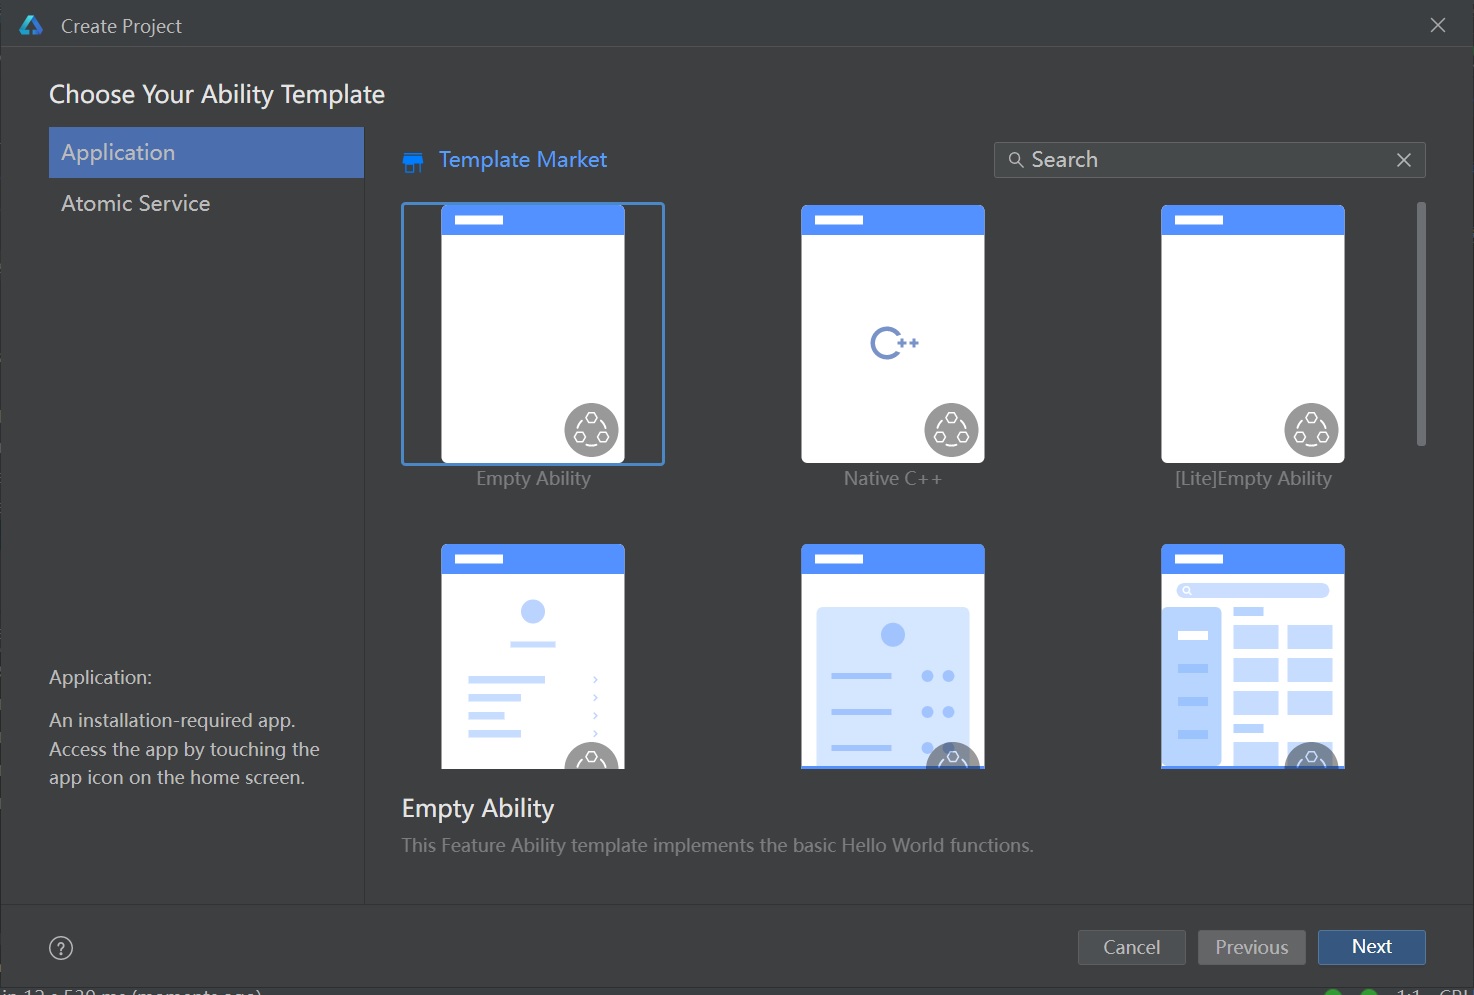 Create Project
Choose Your Ability Template
Application
Atomic Service
Template Market
Search
C++
Empty Ability
Native C++
[Lite]Empty Ability
Application:
An installation-required app.
Access the app by touching the
app icon on the home screen.
Empty Ability
This Feature Ability template implements the basic Hello World functions.
?
Cancel
Previous
Next